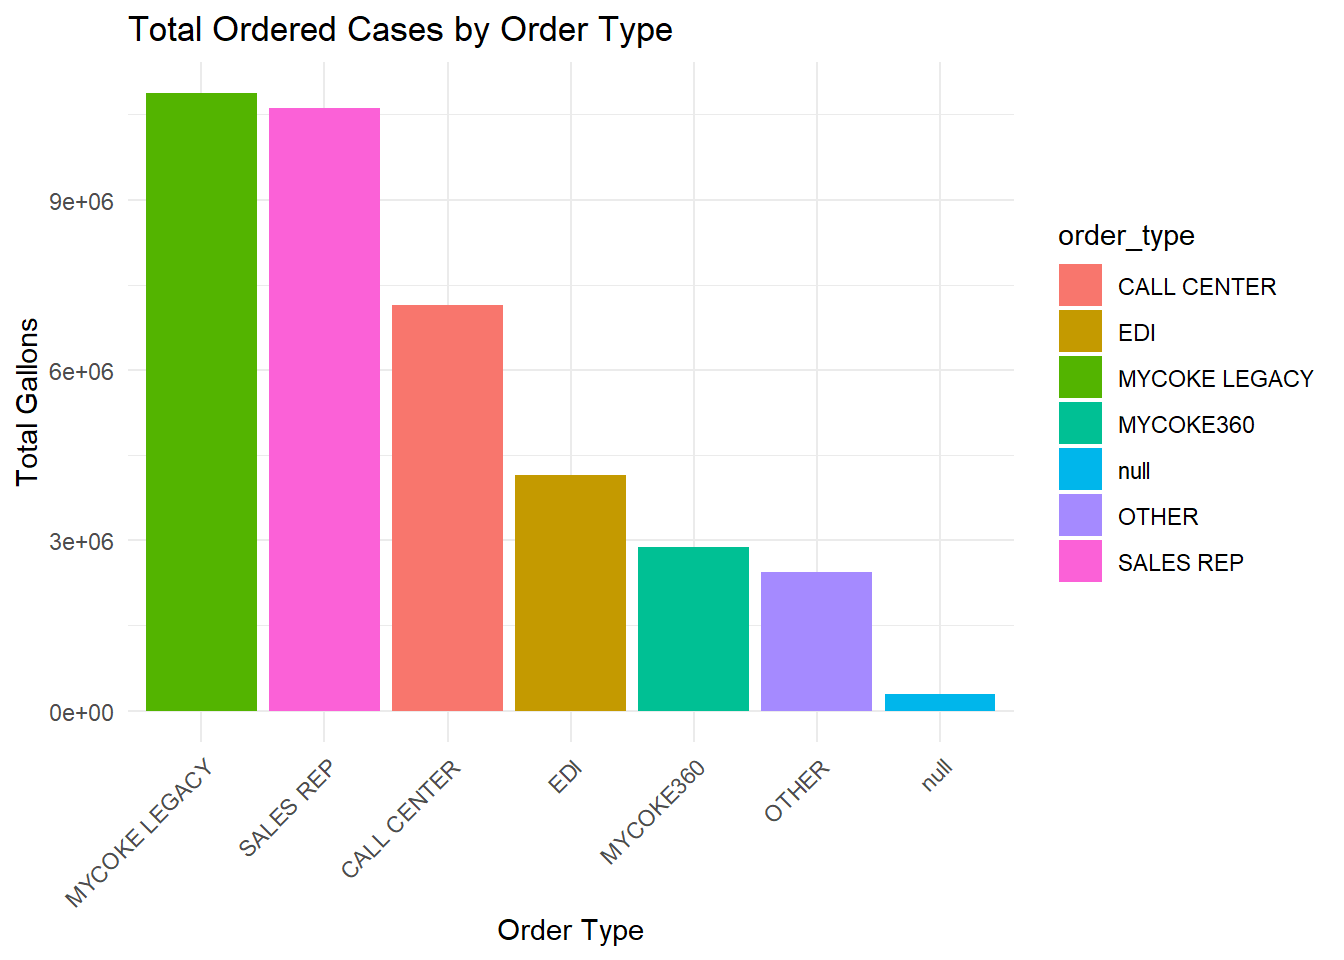 Total Ordered Cases by Order Type
Total Gallons
9e+06
6e+06
3e+06
0e+00
MYCOKE LEGACY
SALES REP
CALL CENTER
EDI
MYCOKE360
OTHER
null
Order Type
order_type
CALL CENTER
EDI
MYCOKE LEGACY
MYCOKE360
null
OTHER
SALES REP